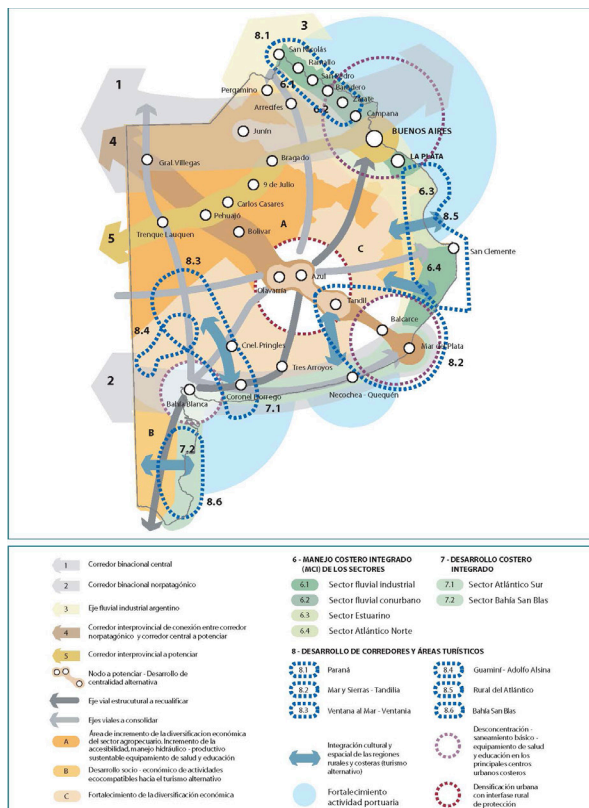 3
8.1
San Nicolás
Ramallo
San Pedro
Baradero
Zárate
Campana
6.1
6.2
1
Pergamino
Arrecifes
Junín
BUENOS AIRES
LA PLATA
4
Gral. Villegas
Bragado
9 de Julio
Carlos Casares
Pehuajó
Bolivar
A
6.3
8.5
5
Trenque Lauquen
C
San Clemente
8.3
Olavarría
Azul
6.4
Tandil
8.4
Balcarce
Cnel. Pringles
Mar del Plata
8.2
2
Tres Arroyos
Bahía Blanca
Coronel Dorrego
7.1
Necochea - Quequén
B
7.2
8.6
1 Corredor binacional central
2 Corredor binacional norpatagónico
3 Eje fluvial industrial argentino
4 Corredor interprovincial de conexión entre corredor
norpatagónico y corredor central a potenciar
5 Corredor interprovincial a potenciar
Nodo a potenciar - Desarrollo de
centralidad alternativa
Eje vial estructural a recualificar
Ejes viales a consolidar
A Área de incremento de la diversificacion económica
del sector agropecuario. Incremento de la
accesibilidad, manejo hidráulico - productivo
sustentable equipamiento de salud y educación
B Desarrollo socio - económico de actividades
ecocompatibles hacia el turismo alternativo
C Fortalecimiento de la diversificación económica
6 - MANEJO COSTERO INTEGRADO
(MCI) DE LOS SECTORES
6.1 Sector fluvial industrial
6.2 Sector fluvial conurbano
6.3 Sector Estuarino
6.4 Sector Atlántico Norte
7 - DESARROLLO COSTERO
INTEGRADO
7.1 Sector Atlántico Sur
7.2 Sector Bahía San Blas
8 - DESARROLLO DE CORREDORES Y ÁREAS TURÍSTICOS
8.1 Paraná
8.2 Mar y Sierras - Tandilia
8.3 Ventana al Mar - Ventania
8.4 Guaminí - Adolfo Alsina
8.5 Rural del Atlántico
8.6 Bahía San Blas
Integración cultural y
espacial de las regiones
rurales y costeras (turismo
alternativo)
Desconcentración -
saneamiento básico -
equipamiento de salud
y educación en los
principales centros
urbanos costeros
Fortalecimiento
actividad portuaria
Densificación urbana
con interfase rural
de protección